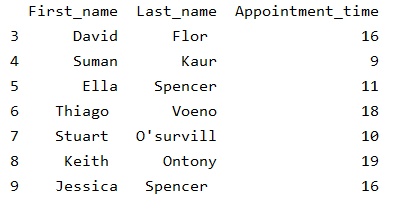 First_name Last_name Appointment_time
3 David Flor 16
4 Suman Kaur 9
5 Ella Spencer 11
6 Thiago Voeno 18
7 Stuart O'survill 10
8 Keith Ontony 19
9 Jessica Spencer 16